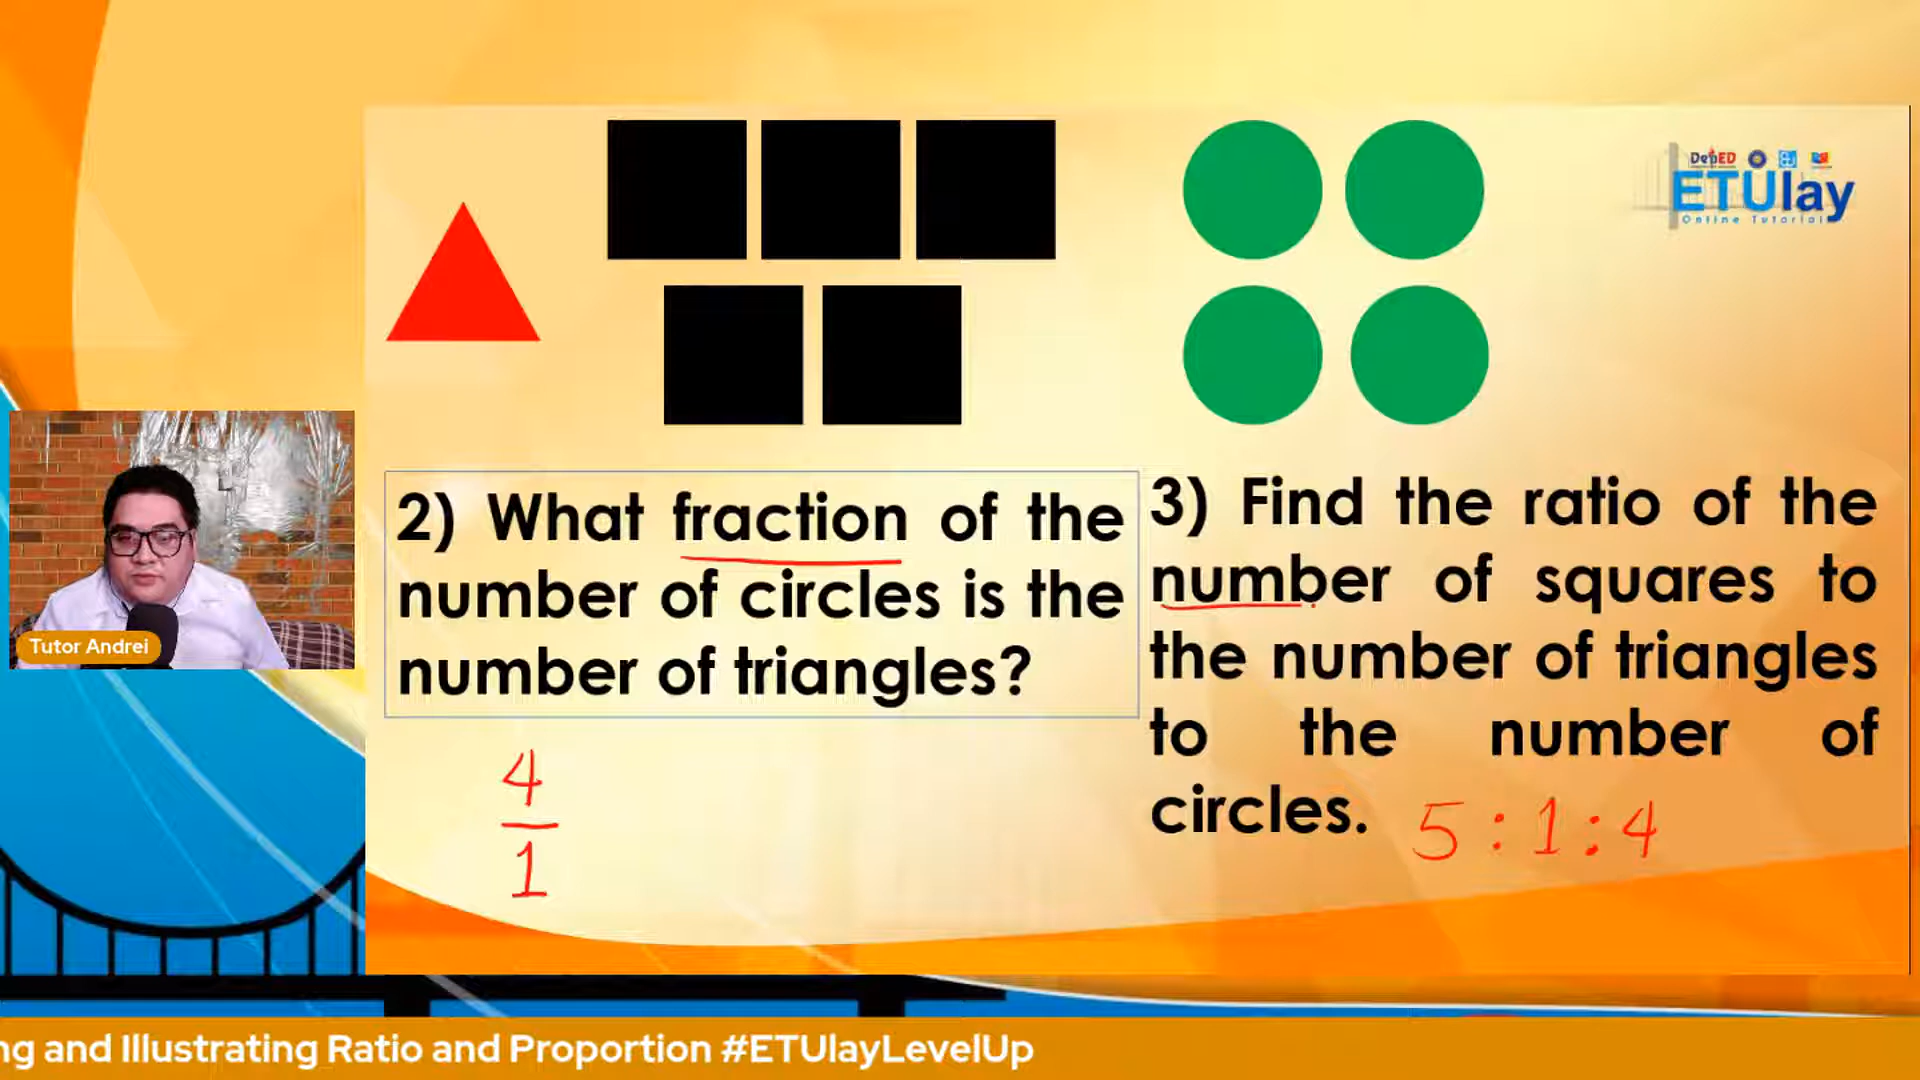 DepED
ETUlay
Online Tutorial
2) What fraction of the
number of circles is the
number of triangles?
4
1
3) Find the ratio of the
number of squares to
the number of triangles
to the number of
circles. 5 : 1 : 4
Tutor Andrei
ng and Illustrating Ratio and Proportion #ETUlayLevelUp